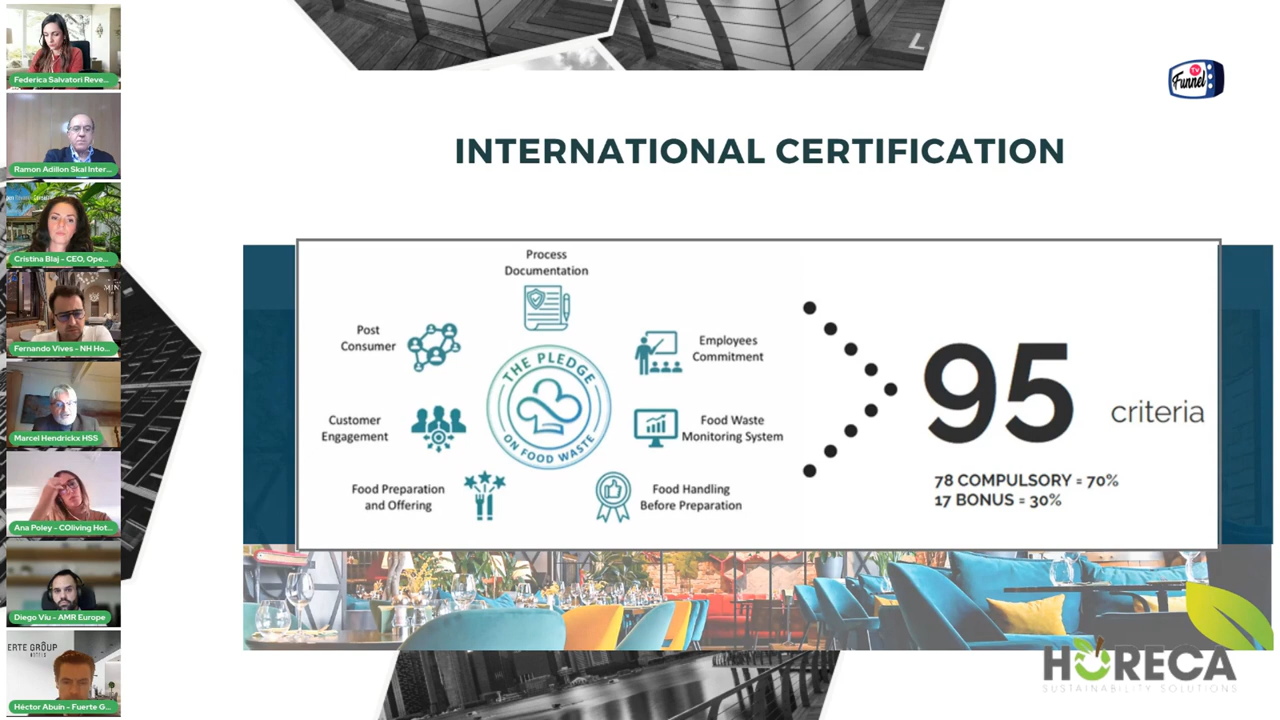 Federica Salvatori Reve...
Ramon Adillon Skal Inter...
Cristina Blaj - CEO, Ope...
Fernando Vives - NH Ho...
Marcel Hendrickx HSS
Ana Poley - COliving Hot...
Diego Viu - AMR Europe
ERTE GROUP
HOTELS
Héctor Abuin - Fuerte G...
L
TV
Funnel
INTERNATIONAL CERTIFICATION
Process
Documentation
Post
Consumer
Employees
Commitment
THE PLEDGE
ON FOOD WASTE
Customer
Engagement
Food Waste
Monitoring System
Food Preparation
and Offering
Food Handling
Before Preparation
95
criteria
78 COMPULSORY = 70%
17 BONUS = 30%
HORECA
SUSTAINABILITY SOLUTIONS